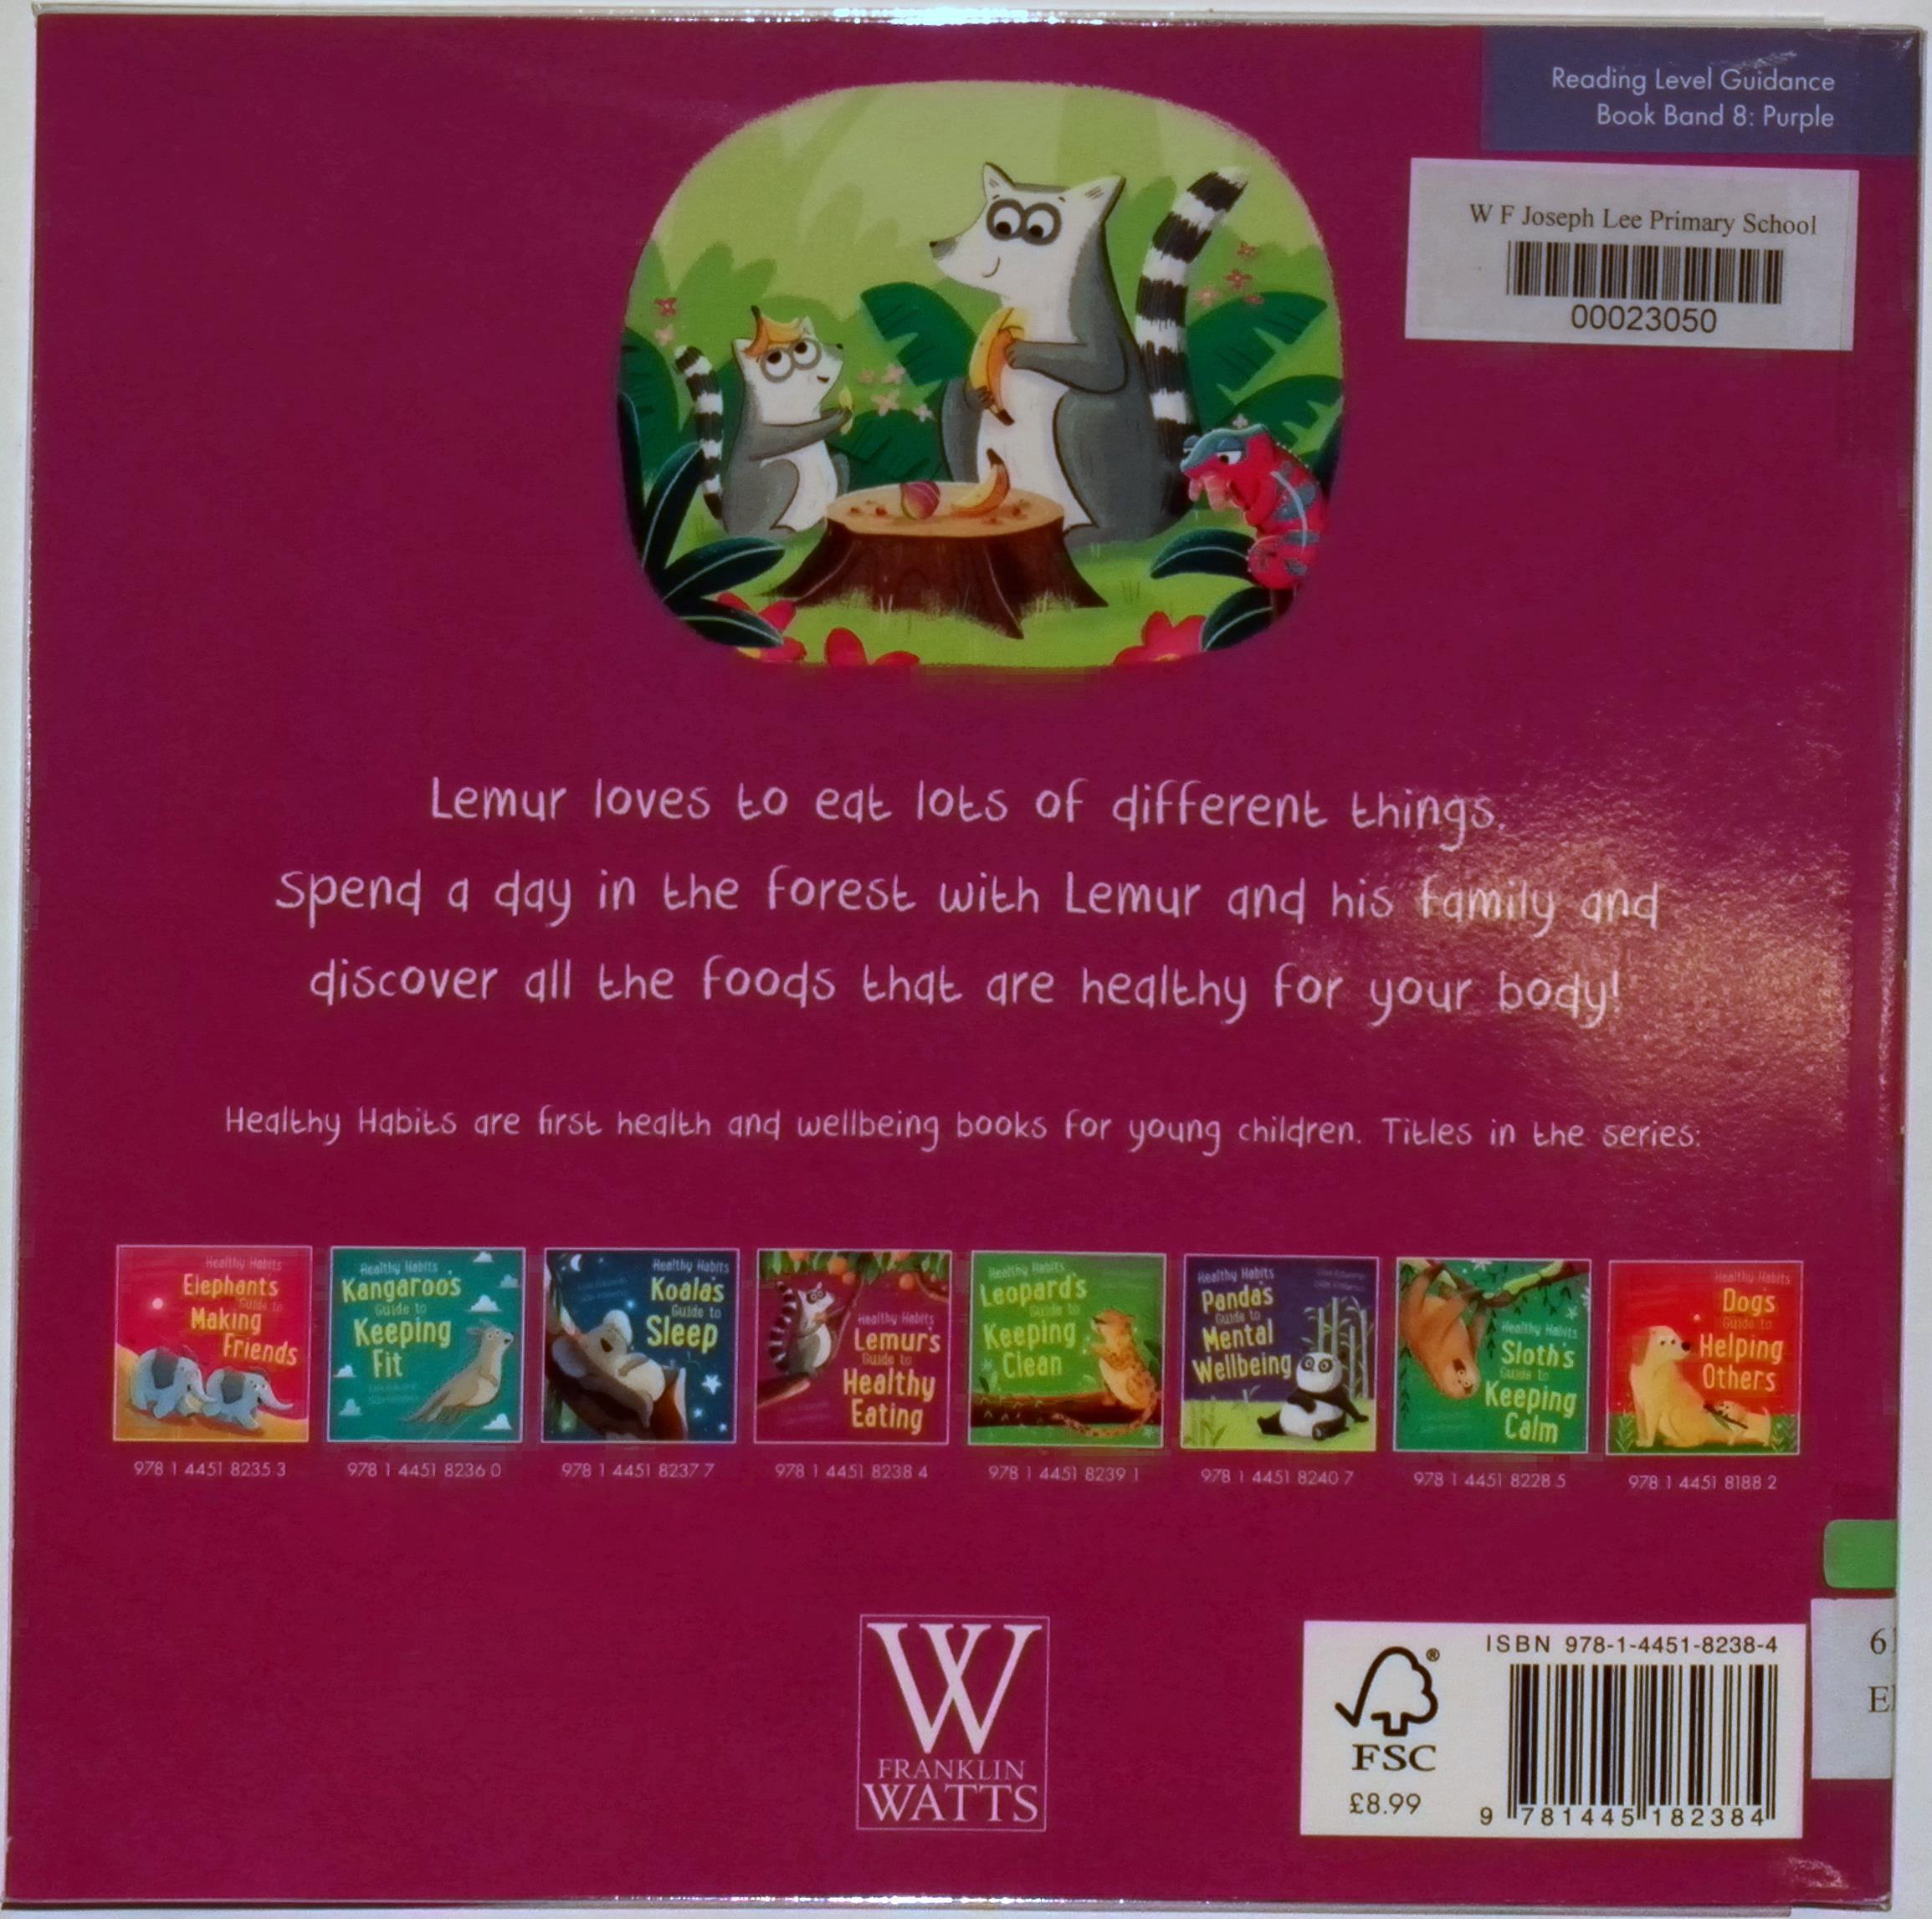 Reading Level Guidance
Book Band 8: Purple
W F Joseph Lee Primary School
00023050
Lemur loves to eat lots of different things.
Spend a day in the forest with Lemur and his family and
discover all the foods that are healthy for your body!
Healthy Habits are first health and wellbeing books for young children. Titles in the series:
Healthy Habits
Elephant's
Guide to
Making
Friends
978 1 4451 8235 3
Healthy Habits
Kangaroo's
Guide to
Keeping
Fit
978 1 4451 8236 0
Healthy Habits
Koala's
Guide to
Sleep
978 1 4451 8237 7
Healthy Habits
Lemur's
Guide to
Healthy
Eating
978 1 4451 8238 4
Healthy Habits
Leopard's
Guide to
Keeping
Clean
978 1 4451 8239 1
Healthy Habits
Panda's
Guide to
Mental
Wellbeing
978 1 4451 8240 7
Healthy Habits
Sloth's
Guide to
Keeping
Calm
978 1 4451 8228 5
Healthy Habits
Dog's
Guide to
Helping
Others
978 1 4451 8188 2
W
FRANKLIN
WATTS
FSC
£8.99
ISBN 978-1-4451-8238-4
9 781445 182384